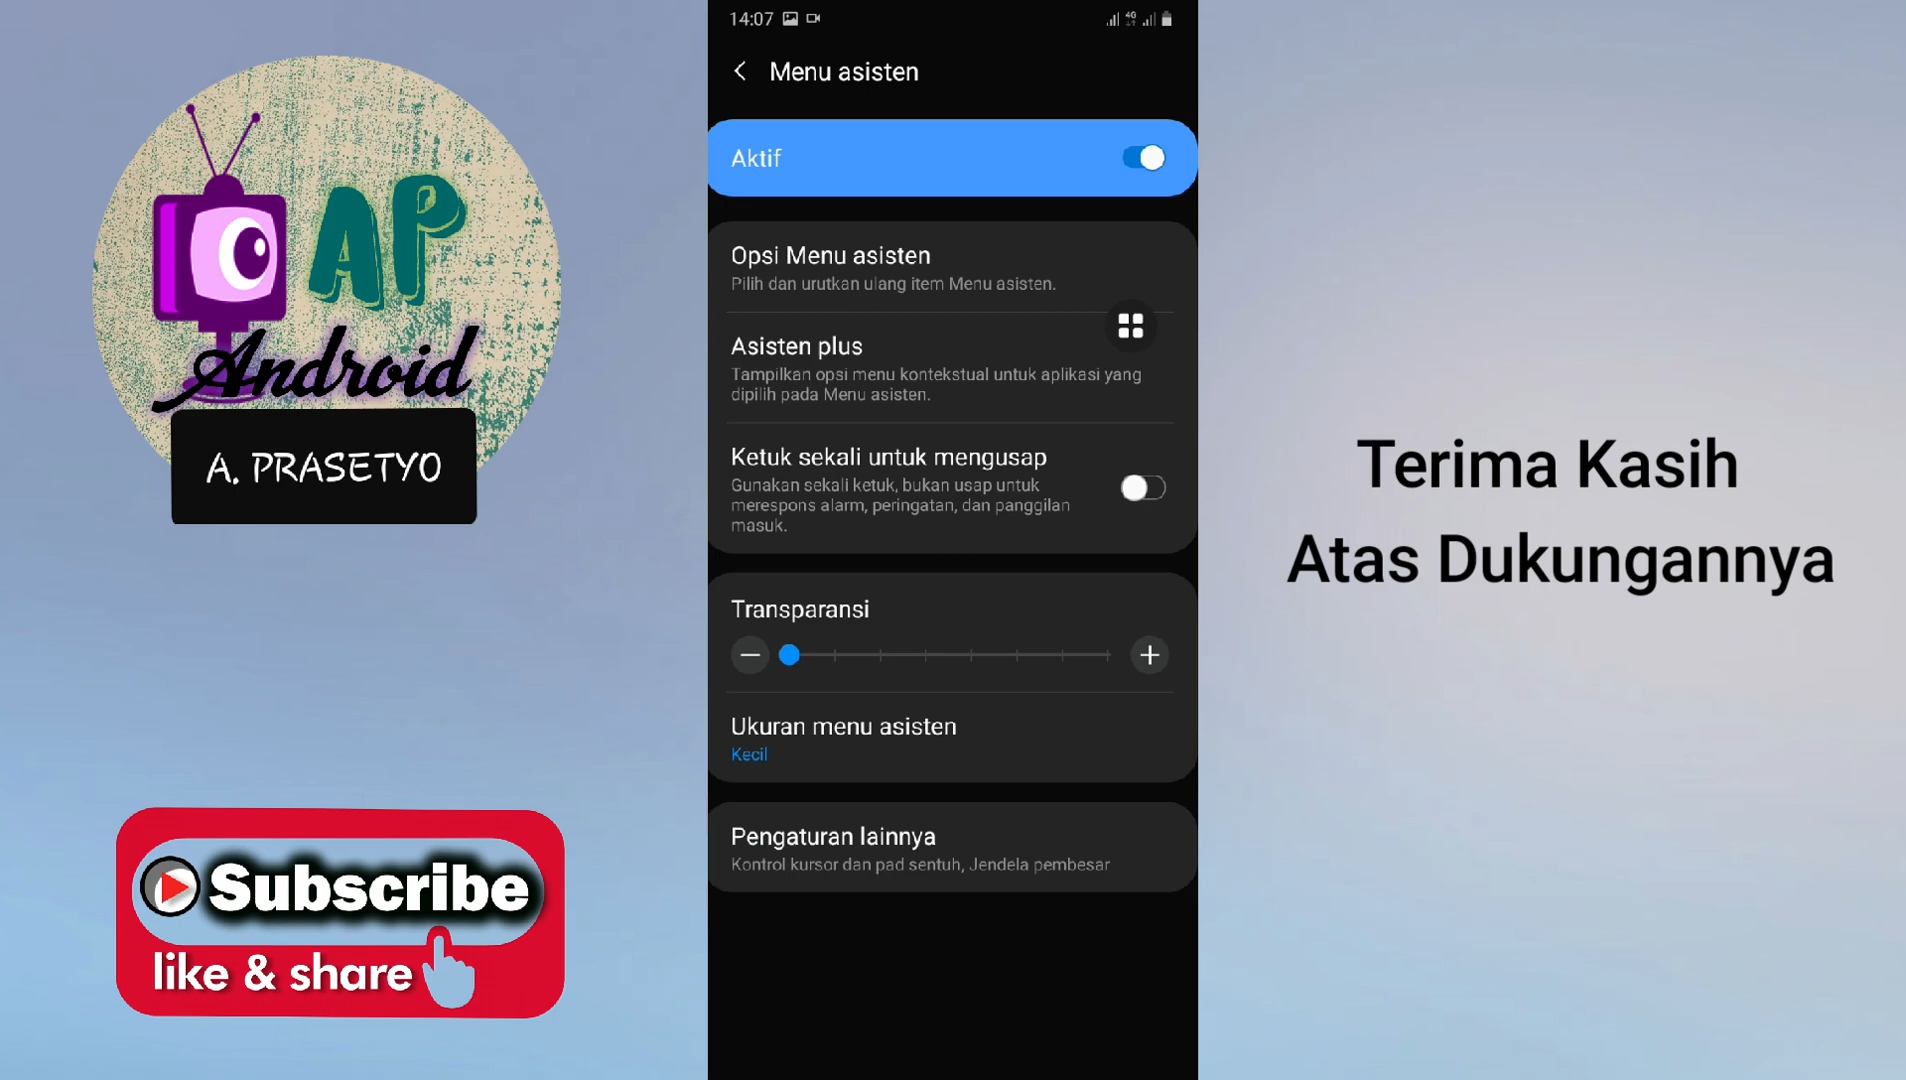 AP
Android
A. PRASETYO
Subscribe
like & share
14:07
4G
Menu asisten
Aktif
Opsi Menu asisten
Pilih dan urutkan ulang item Menu asisten.
Asisten plus
Tampilkan opsi menu kontekstual untuk aplikasi yang
dipilih pada Menu asisten.
Ketuk sekali untuk mengusap
Gunakan sekali ketuk, bukan usap untuk
merespons alarm, peringatan, dan panggilan
masuk.
Transparansi
Ukuran menu asisten
Kecil
Pengaturan lainnya
Kontrol kursor dan pad sentuh, Jendela pembesar
Terima Kasih
Atas Dukungannya